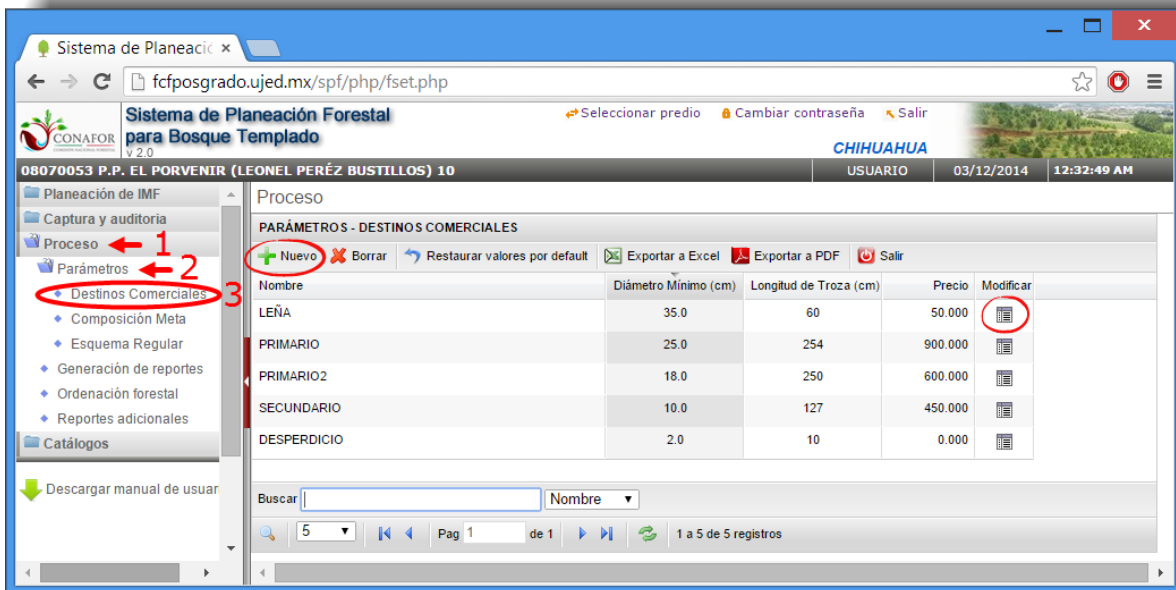 Sistema de Planeació
fcfposgrado.ujed.mx/spf/php/fset.php
CONAFOR
Sistema de Planeación Forestal
para Bosque Templado
v 2.0
Seleccionar predio
Cambiar contraseña
Salir
CHIHUAHUA
08070053 P.P. EL PORVENIR (LEONEL PERÉZ BUSTILLOS) 10
USUARIO
03/12/2014
12:32:49 AM
Planeación de IMF
Captura y auditoria
Proceso
1
Parámetros
2
Destinos Comerciales
3
Composición Meta
Esquema Regular
Generación de reportes
Ordenación forestal
Reportes adicionales
Catálogos
Descargar manual de usuar
Proceso
PARÁMETROS - DESTINOS COMERCIALES
Nuevo Borrar Restaurar valores por default Exportar a Excel Exportar a PDF Salir
Nombre Diámetro Mínimo (cm) Longitud de Troza (cm) Precio Modificar
LEÑA 35.0 60 50.000
PRIMARIO 25.0 254 900.000
PRIMARIO2 18.0 250 600.000
SECUNDARIO 10.0 127 450.000
DESPERDICIO 2.0 10 0.000
Buscar Nombre
5 Pag 1 de 1 1 a 5 de 5 registros